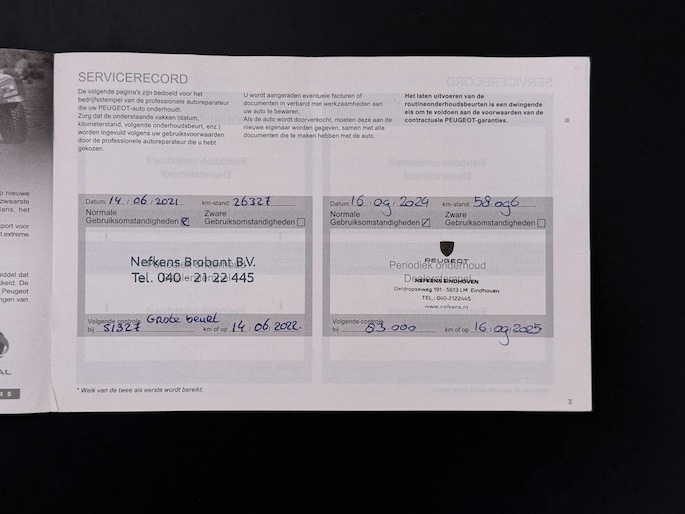 SERVICERECORD
De volgende pagina's zijn bedoeld voor het
bedrijfsstempel van de professionele autoreparateur
die uw PEUGEOT-auto onderhoudt.
Zorg dat de onderstaande vakken (datum,
kilometerstand, volgende onderhoudsbeurt, enz.)
worden ingevuld volgens uw gebruiksvoorwaarden
door de professionele autoreparateur die u hebt
gekozen.
U wordt aangeraden eventuele facturen of
documenten in verband met werkzaamheden aan
uw auto te bewaren.
Als de auto wordt doorverkocht, moeten deze aan de
nieuwe eigenaar worden gegeven, samen met alle
documenten die te maken hebben met de auto.
Het laten uitvoeren van de
routineonderhoudsbeurten is een dwingende
eis om te voldoen aan de voorwaarden van de
contractuele PEUGEOT-garanties.
Datum: 14 / 06 / 2021 km-stand: 26327
Normale Zware
Gebruiksomstandigheden Gebruiksomstandigheden
Nefkens Brabant B.V.
Tel. 040 21 22 445
Volgende controle Grote beurt
bij 51327 km of op 14 / 06 / 2022
Datum: 16 / 09 / 2024 km-stand: 58.096
Normale Zware
Gebruiksomstandigheden Gebruiksomstandigheden
PEUGEOT
Periodiek onderhoud
Dealerstempel
NEFKENS EINDHOVEN
Geldropseweg 191 - 5613 LM Eindhoven
TEL.: 040-2122445
www.nefkens.nl
Volgende controle
bij 83.000 km of op 16 / 09 / 2025
* Welk van de twee als eerste wordt bereikt.
3